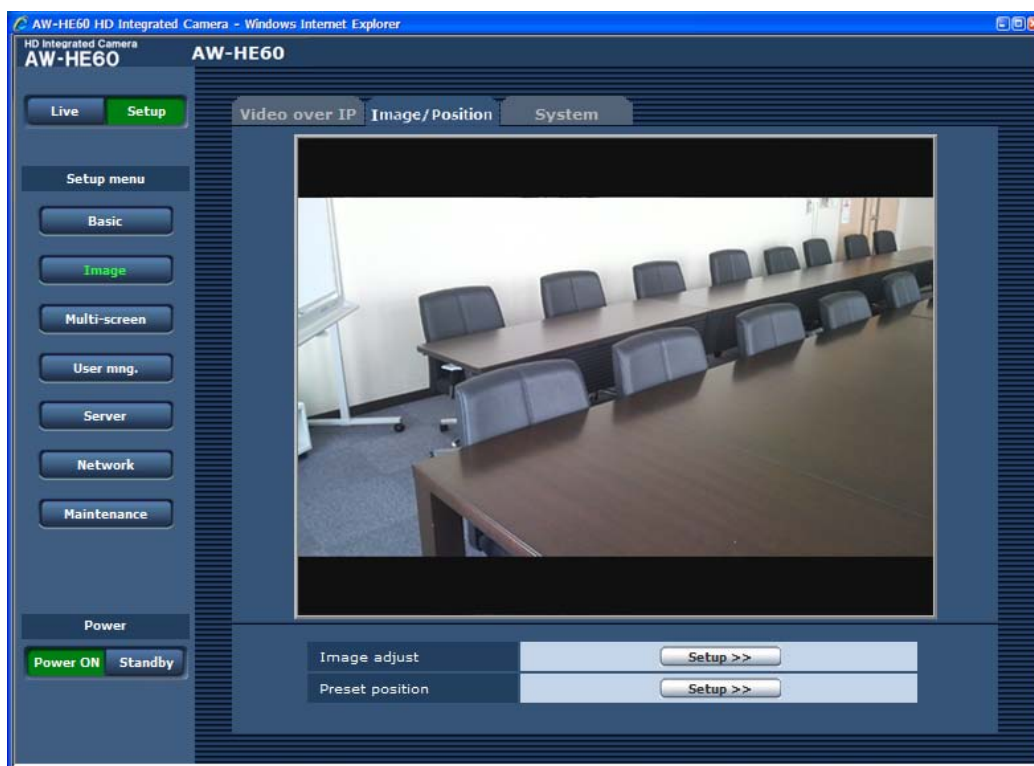 AW-HE60 HD Integrated Camera - Windows Internet Explorer
HD Integrated Camera
AW-HE60
AW-HE60
Live
Setup
Video over IP
Image/Position
System
Setup menu
Basic
Image
Multi-screen
User mng.
Server
Network
Maintenance
Power
Power ON
Standby
Image adjust
Setup >>
Preset position
Setup >>